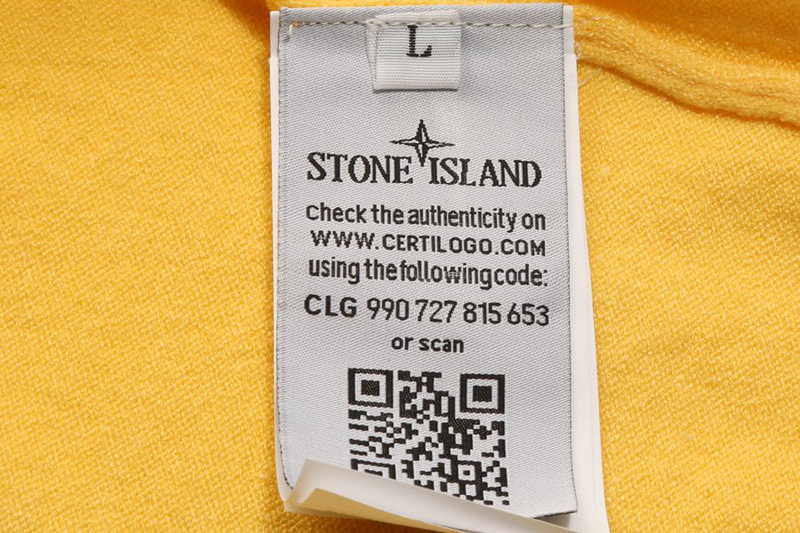 L
STONE ISLAND
Check the authenticity on
WWW.CERTILOGO.COM
using the following code:
CLG 990 727 815 653
or scan